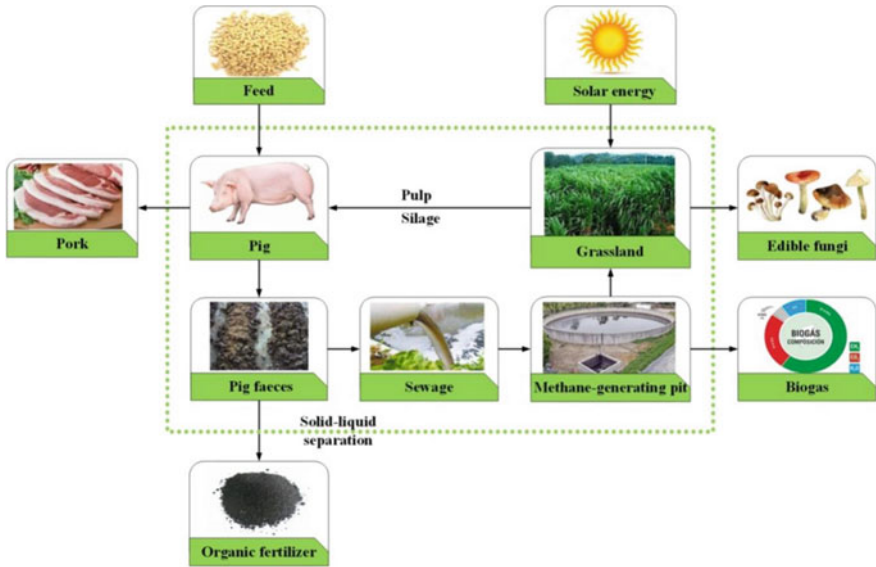 Feed
Solar energy
Pork
Pig
Pulp
Silage
Grassland
Edible fungi
Pig faeces
Sewage
Methane-generating pit
BIOGÁS
COMPOSICIÓN
Biogas
Solid-liquid
separation
Organic fertilizer